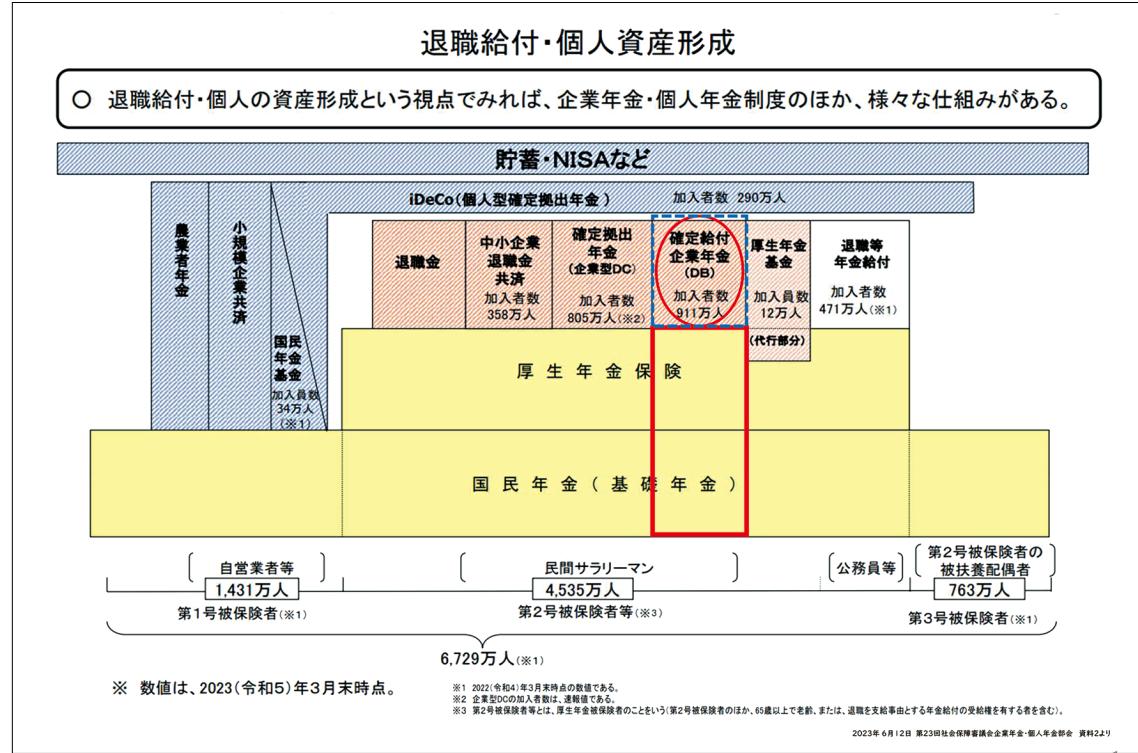 退職給付・個人資産形成
○ 退職給付・個人の資産形成という視点でみれば、企業年金・個人年金制度のほか、様々な仕組みがある。
貯蓄・NISAなど
iDeCo(個人型確定拠出年金) 加入者数 290万人
農業者年金
小規模企業共済
国民
年金
基金
加入員数
34万人
(※1)
退職金
中小企業
退職金
共済
加入者数
358万人
確定拠出
年金
(企業型DC)
加入者数
805万人(※2)
確定給付
企業年金
(DB)
加入者数
911万人
厚生年金
基金
加入員数
12万人
(代行部分)
退職等
年金給付
加入者数
471万人(※1)
厚生年金保険
国民年金(基礎年金)
自営業者等
1,431万人
第1号被保険者(※1)
民間サラリーマン
4,535万人
第2号被保険者等(※3)
公務員等
第2号被保険者の
被扶養配偶者
763万人
第3号被保険者(※1)
6,729万人(※1)
※ 数値は、2023(令和5)年3月末時点。
※1 2022(令和4)年3月末時点の数値である。
※2 企業型DCの加入者数は、速報値である。
※3 第2号被保険者等とは、厚生年金被保険者のことをいう(第2号被保険者のほか、65歳以上で老齢、または、退職を支給事由とする年金給付の受給権を有する者を含む)。
2023年6月12日 第23回社会保障審議会企業年金・個人年金部会 資料2より